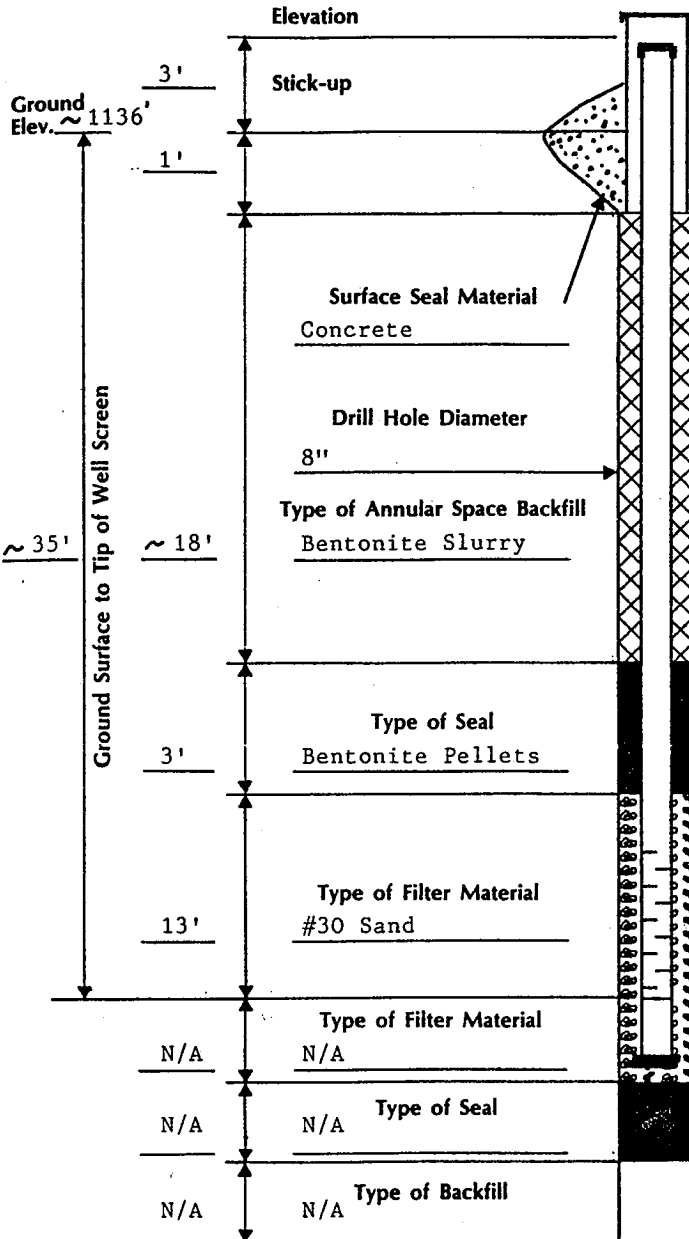 Elevation
3'
Stick-up
Ground
Elev. ~1136'
1'
Surface Seal Material
Concrete
Drill Hole Diameter
8"
Type of Annular Space Backfill
~35'
~18'
Bentonite Slurry
Ground Surface to Tip of Well Screen
Type of Seal
3'
Bentonite Pellets
Type of Filter Material
13'
#30 Sand
Type of Filter Material
N/A
N/A
Type of Seal
N/A
N/A
Type of Backfill
N/A
N/A